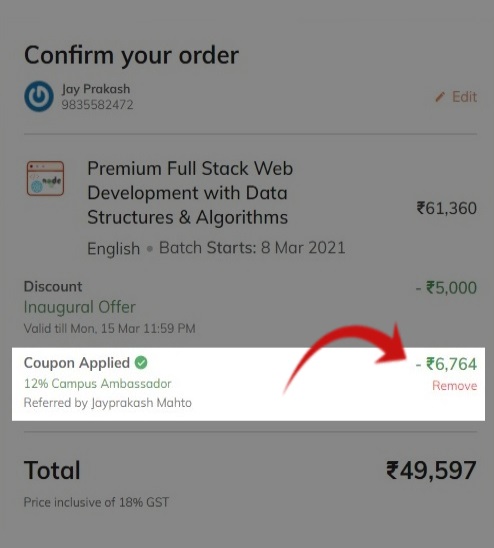 Confirm your order
Jay Prakash
9835582472
Edit
node
Premium Full Stack Web
Development with Data
Structures & Algorithms
₹61,360
English • Batch Starts: 8 Mar 2021
Discount
- ₹5,000
Inaugural Offer
Valid till Mon, 15 Mar 11:59 PM
Coupon Applied
- ₹6,764
12% Campus Ambassador
Remove
Referred by Jayprakash Mahto
Total
₹49,597
Price inclusive of 18% GST